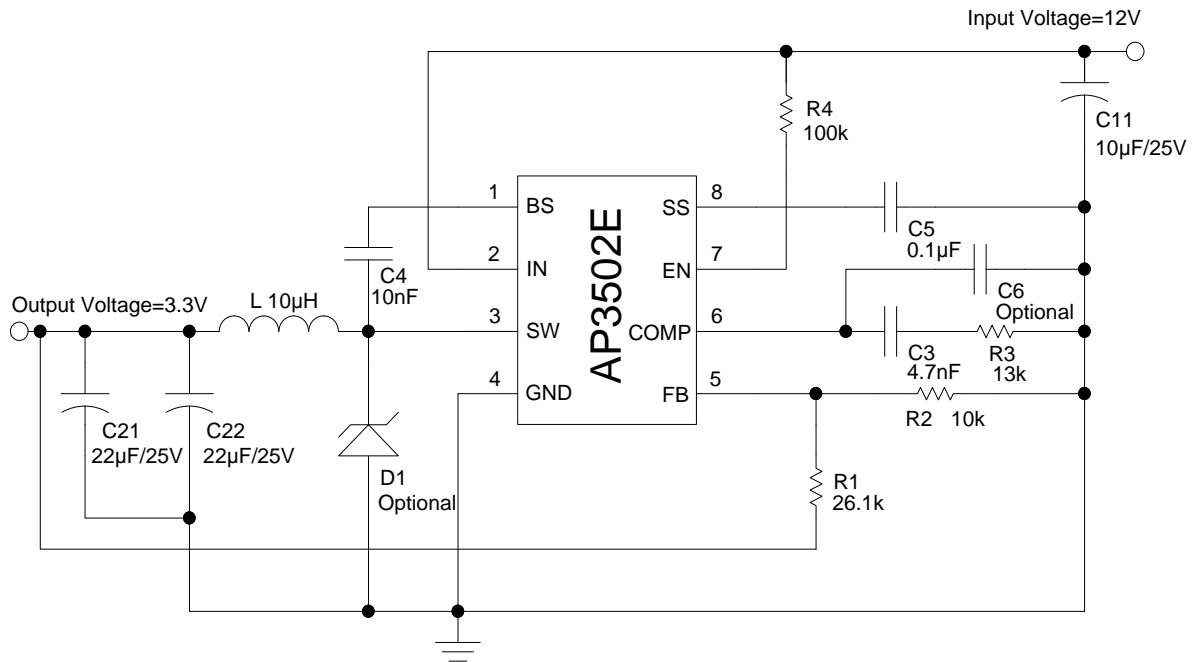 Input Voltage=12V
R4
100k
C11
10µF/25V
1
BS
SS
8
C5
0.1µF
C4
10nF
2
IN
AP3502E
EN
7
C6
Optional
Output Voltage=3.3V
L 10µH
3
SW
COMP
6
C3
4.7nF
R3
13k
4
GND
FB
5
R2 10k
C21
22µF/25V
C22
22µF/25V
D1
Optional
R1
26.1k